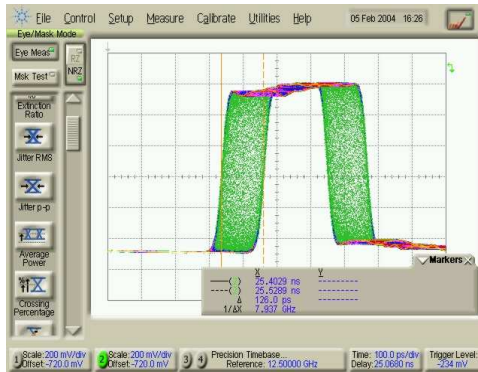 File Control Setup Measure Calibrate Utilities Help 05 Feb 2004 16:26
Eye/Mask Mode
Eye Meas
RZ
NRZ
Msk Test
Extinction Ratio
Jitter RMS
Jitter p-p
Average Power
Crossing Percentage
Markers
X Y
25.4029 ns ---------
25.5289 ns ---------
Δ 126.0 ps ---------
1/ΔX 7.937 GHz
1) Scale: 200 mV/div Offset:-720.0 mV
2) Scale: 200 mV/div Offset:-720.0 mV
3) 4)
Precision Timebase...
Reference: 12.50000 GHz
Time: 100.0 ps/div
Delay:25.0680 ns
Trigger Level:
-234 mV